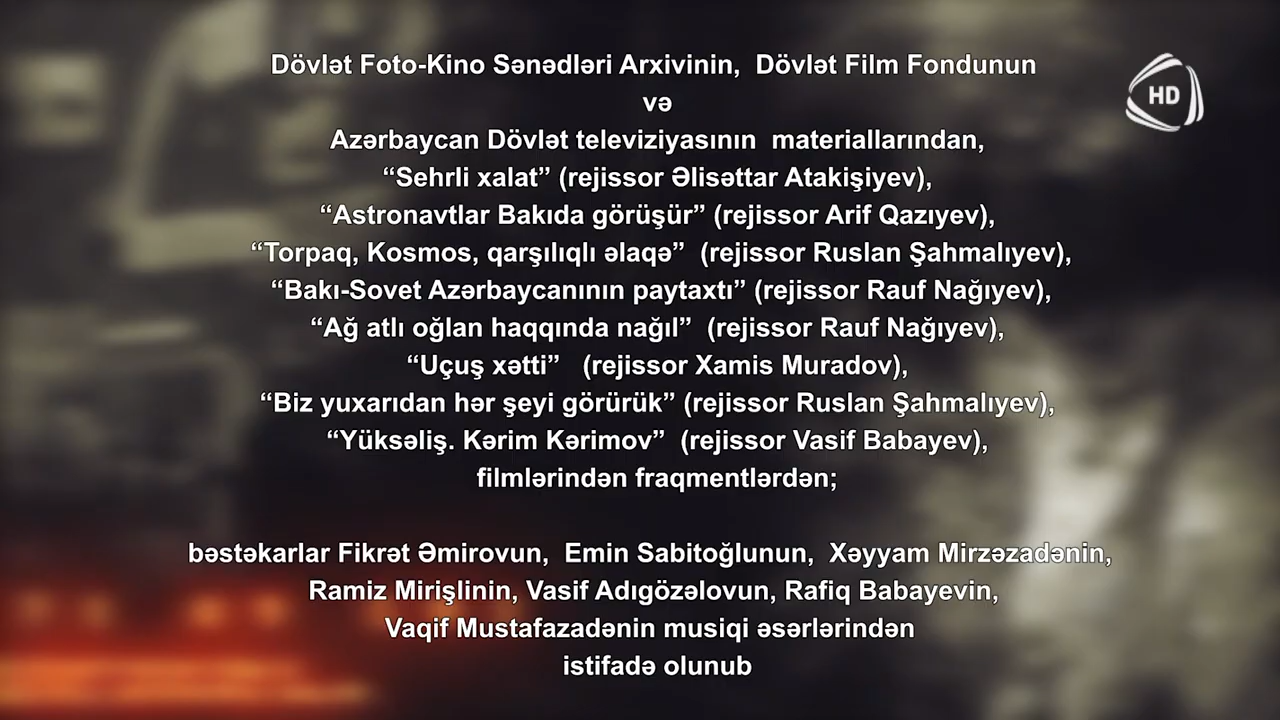 Dövlət Foto-Kino Sənədləri Arxivinin,  Dövlət Film Fondunun
və
Azərbaycan Dövlət televiziyasının  materiallarından,
“Sehrli xalat” (rejissor Əlisəttar Atakişiyev),
“Astronavtlar Bakıda görüşür” (rejissor Arif Qazıyev),
“Torpaq, Kosmos, qarşılıqlı əlaqə”  (rejissor Ruslan Şahmalıyev),
“Bakı-Sovet Azərbaycanının paytaxtı” (rejissor Rauf Nağıyev),
“Ağ atlı oğlan haqqında nağıl”  (rejissor Rauf Nağıyev),
“Uçuş xətti”   (rejissor Xamis Muradov),
“Biz yuxarıdan hər şeyi görürük” (rejissor Ruslan Şahmalıyev),
“Yüksəliş. Kərim Kərimov”  (rejissor Vasif Babayev),
filmlərindən fraqmentlərdən;
bəstəkarlar Fikrət Əmirovun,  Emin Sabitoğlunun,  Xəyyam Mirzəzadənin,
Ramiz Mirişlinin, Vasif Adıgözəlovun, Rafiq Babayevin,
Vaqif Mustafazadənin musiqi əsərlərindən
istifadə olunub
HD